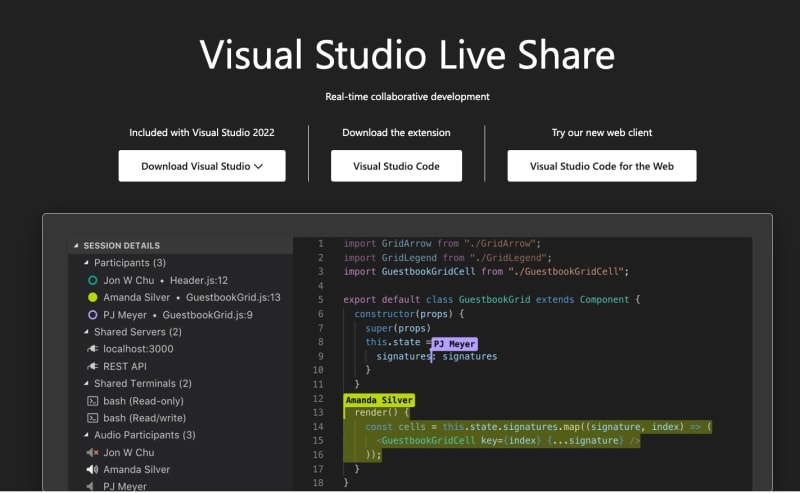 Visual Studio Live Share
Real-time collaborative development
Included with Visual Studio 2022
Download Visual Studio
Download the extension
Visual Studio Code
Try our new web client
Visual Studio Code for the Web
SESSION DETAILS
Participants (3)
Jon W Chu • Header.js:12
Amanda Silver • GuestbookGrid.js:13
PJ Meyer • GuestbookGrid.js:9
Shared Servers (2)
localhost:3000
REST API
Shared Terminals (2)
bash (Read-only)
bash (Read/write)
Audio Participants (3)
Jon W Chu
Amanda Silver
PJ Meyer
1 import GridArrow from "./GridArrow";
2 import GridLegend from "./GridLegend";
3 import GuestbookGridCell from "./GuestbookGridCell";
4
5 export default class GuestbookGrid extends Component {
6 constructor(props) {
7 super(props)
8 this.state = PJ Meyer
9 signatures: signatures
10 }
11 }
12 Amanda Silver
13 render() {
14 const cells = this.state.signatures.map((signature, index) => (
15 <GuestbookGridCell key={index} {...signature} />
16 ));
17 }
18 }